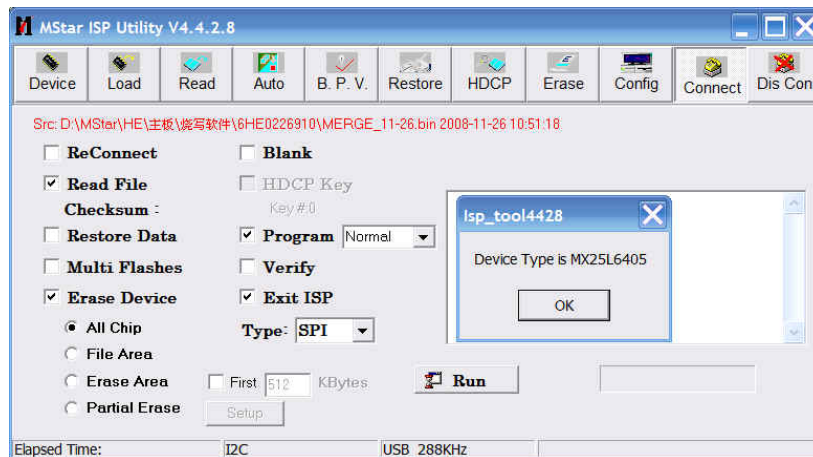 MStar ISP Utility V4.4.2.8
Device Load Read Auto B. P. V. Restore HDCP Erase Config Connect Dis Con
Src: D:\MStar\HE\主板\烧写软件\6HE0226910\MERGE_11-26.bin 2008-11-26 10:51:18
ReConnect Blank
Read File HDCP Key
Checksum : Key#:0
Restore Data Program Normal
Multi Flashes Verify
Erase Device Exit ISP
All Chip Type: SPI
File Area
Erase Area First 512 KBytes Run
Partial Erase Setup
Isp_tool4428
Device Type is MX25L6405
OK
Elapsed Time: I2C USB 288KHz